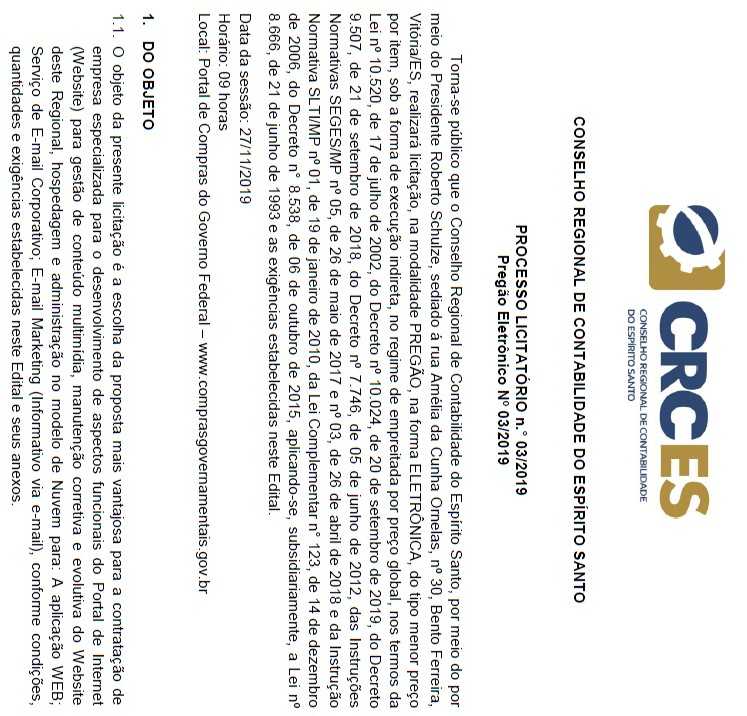 CRCES
CONSELHO REGIONAL DE CONTABILIDADE
DO ESPÍRITO SANTO
CONSELHO REGIONAL DE CONTABILIDADE DO ESPÍRITO SANTO
PROCESSO LICITATÓRIO n.° 03/2019
Pregão Eletrônico Nº 03/2019
Torna-se público que o Conselho Regional de Contabilidade do Espírito Santo, por meio do por
meio do Presidente Roberto Schulze, sediado á rua Amélia da Cunha Ornelas, nº 30, Bento Ferreira,
Vitória/ES, realizará licitação, na modalidade PREGÃO, na forma ELETRÔNICA, do tipo menor preço
por item, sob a forma de execução indireta, no regime de empreitada por preço global, nos termos da
Lei nº 10.520, de 17 de julho de 2002, do Decreto nº 10.024, de 20 de setembro de 2019, do Decreto
9.507, de 21 de setembro de 2018, do Decreto nº 7.746, de 05 de junho de 2012, das Instruções
Normativas SEGES/MP nº 05, de 26 de maio de 2017 e nº 03, de 26 de abril de 2018 e da Instrução
Normativa SLTI/MP nº 01, de 19 de janeiro de 2010, da Lei Complementar n° 123, de 14 de dezembro
de 2006, do Decreto n° 8.538, de 06 de outubro de 2015, aplicando-se, subsidiariamente, a Lei nº
8.666, de 21 de junho de 1993 e as exigências estabelecidas neste Edital.
Data da sessão: 27/11/2019
Horário: 09 horas
Local: Portal de Compras do Governo Federal – www.comprasgovernamentais.gov.br
1. DO OBJETO
1.1. O objeto da presente licitação é a escolha da proposta mais vantajosa para a contratação de
empresa especializada para o desenvolvimento de aspectos funcionais do Portal de Internet
(Website) para gestão de conteúdo multimídia, manutenção corretiva e evolutiva do Website
deste Regional, hospedagem e administração no modelo de Nuvem para: A aplicação WEB;
Serviço de E-mail Corporativo; E-mail Marketing (Informativo via e-mail), conforme condições,
quantidades e exigências estabelecidas neste Edital e seus anexos.